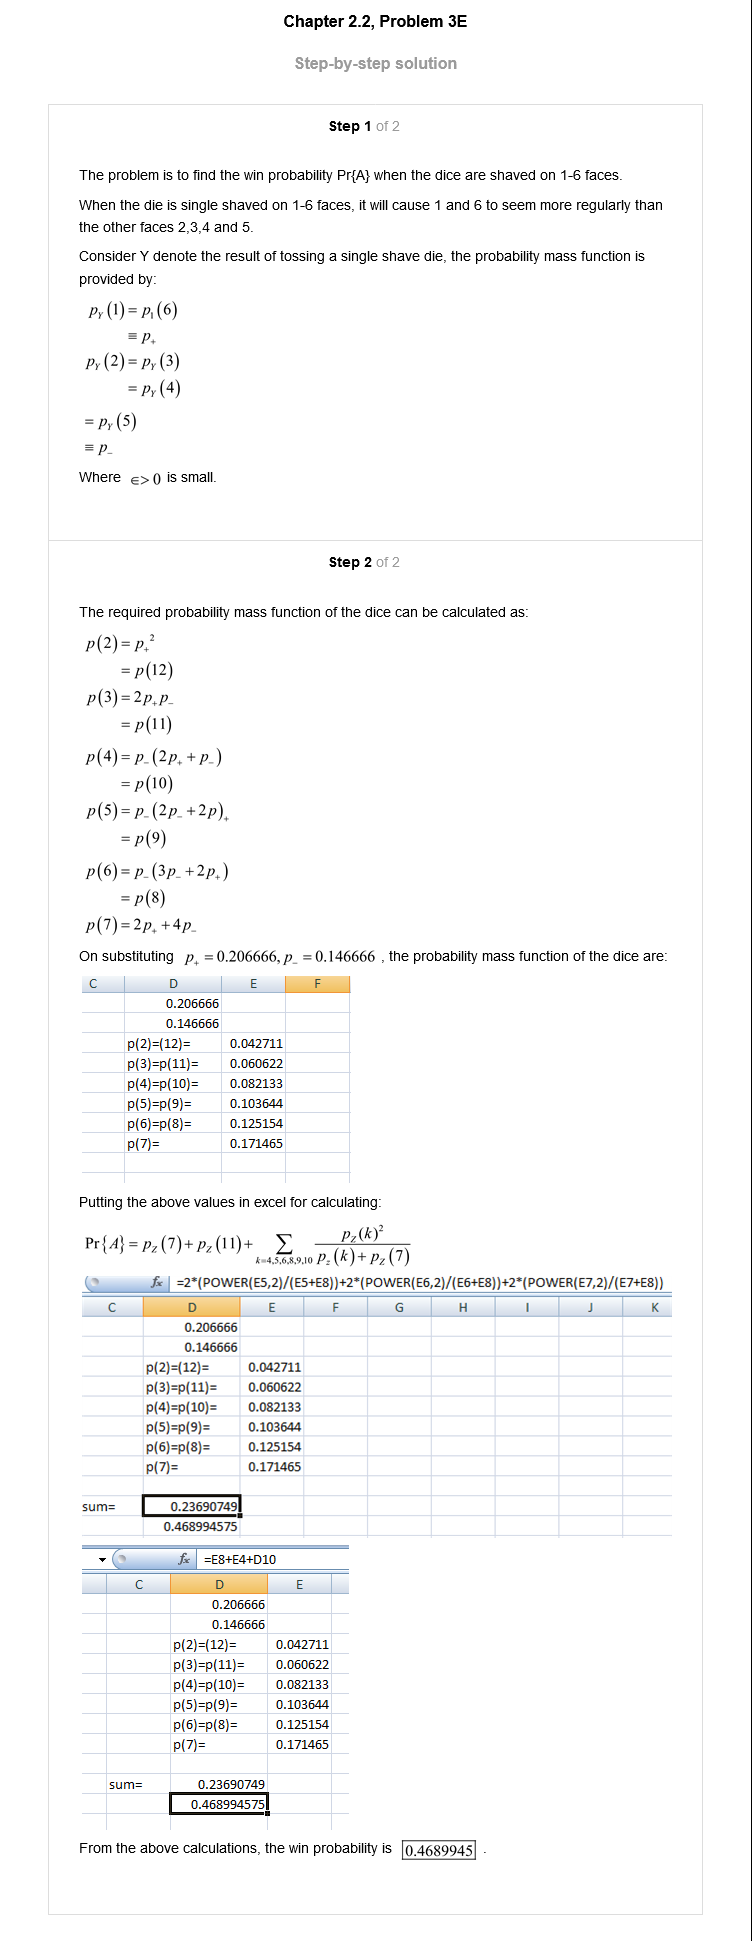 Chapter 2.2, Problem 3E
Step-by-step solution
Step 1 of 2
The problem is to find the win probability Pr{A} when the dice are shaved on 1-6 faces.
When the die is single shaved on 1-6 faces, it will cause 1 and 6 to seem more regularly than
the other faces 2,3,4 and 5.
Consider Y denote the result of tossing a single shave die, the probability mass function is
provided by:
p_Y (1) = p_1 (6)
≡ p_+
p_Y (2) = p_Y (3)
= p_Y (4)
= p_Y (5)
≡ p_-
Where ∈> 0 is small.
Step 2 of 2
The required probability mass function of the dice can be calculated as:
p(2) = p_+^2
= p(12)
p(3) = 2p_+p_-
= p(11)
p(4) = p_-(2p_+ + p_-)
= p(10)
p(5) = p_-(2p_- + 2p)_+
= p(9)
p(6) = p_-(3p_- + 2p_+)
= p(8)
p(7) = 2p_+ + 4p_-
On substituting p_+ = 0.206666, p_- = 0.146666 , the probability mass function of the dice are:
C D E F
0.206666
0.146666
p(2)=(12)= 0.042711
p(3)=p(11)= 0.060622
p(4)=p(10)= 0.082133
p(5)=p(9)= 0.103644
p(6)=p(8)= 0.125154
p(7)= 0.171465
Putting the above values in excel for calculating:
Pr{A} = p_Z (7) + p_Z (11) + ∑_{k=4,5,6,8,9,10} p_Z(k)^2 / (p_z(k) + p_Z(7))
fx =2*(POWER(E5,2)/(E5+E8))+2*(POWER(E6,2)/(E6+E8))+2*(POWER(E7,2)/(E7+E8))
C D E F G H I J K
0.206666
0.146666
p(2)=(12)= 0.042711
p(3)=p(11)= 0.060622
p(4)=p(10)= 0.082133
p(5)=p(9)= 0.103644
p(6)=p(8)= 0.125154
p(7)= 0.171465
sum= 0.23690749
0.468994575
fx =E8+E4+D10
C D E
0.206666
0.146666
p(2)=(12)= 0.042711
p(3)=p(11)= 0.060622
p(4)=p(10)= 0.082133
p(5)=p(9)= 0.103644
p(6)=p(8)= 0.125154
p(7)= 0.171465
sum= 0.23690749
0.468994575
From the above calculations, the win probability is 0.4689945 .